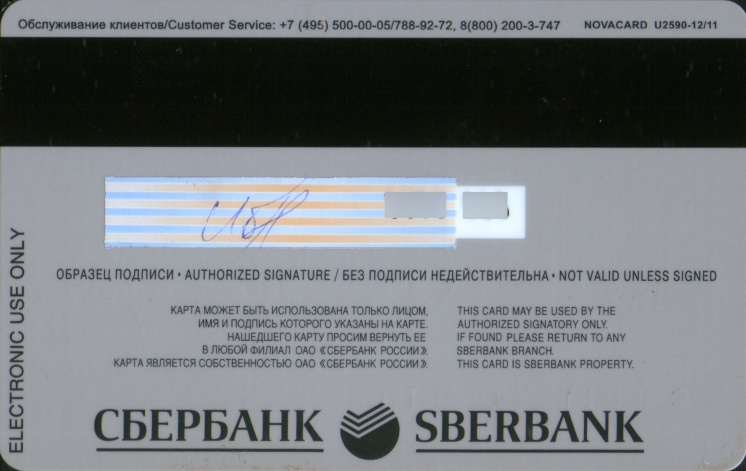 Обслуживание клиентов/Customer Service: +7 (495) 500-00-05/788-92-72, 8(800) 200-3-747 NOVACARD U2590-12/11
ELECTRONIC USE ONLY
ОБРАЗЕЦ ПОДПИСИ · AUTHORIZED SIGNATURE / БЕЗ ПОДПИСИ НЕДЕЙСТВИТЕЛЬНА · NOT VALID UNLESS SIGNED
КАРТА МОЖЕТ БЫТЬ ИСПОЛЬЗОВАНА ТОЛЬКО ЛИЦОМ,
ИМЯ И ПОДПИСЬ КОТОРОГО УКАЗАНЫ НА КАРТЕ.
НАШЕДШЕГО КАРТУ ПРОСИМ ВЕРНУТЬ ЕЕ
В ЛЮБОЙ ФИЛИАЛ ОАО «СБЕРБАНК РОССИИ».
КАРТА ЯВЛЯЕТСЯ СОБСТВЕННОСТЬЮ ОАО «СБЕРБАНК РОССИИ».
THIS CARD MAY BE USED BY THE
AUTHORIZED SIGNATORY ONLY.
IF FOUND PLEASE RETURN TO ANY
SBERBANK BRANCH.
THIS CARD IS SBERBANK PROPERTY.
СБЕРБАНК SBERBANK